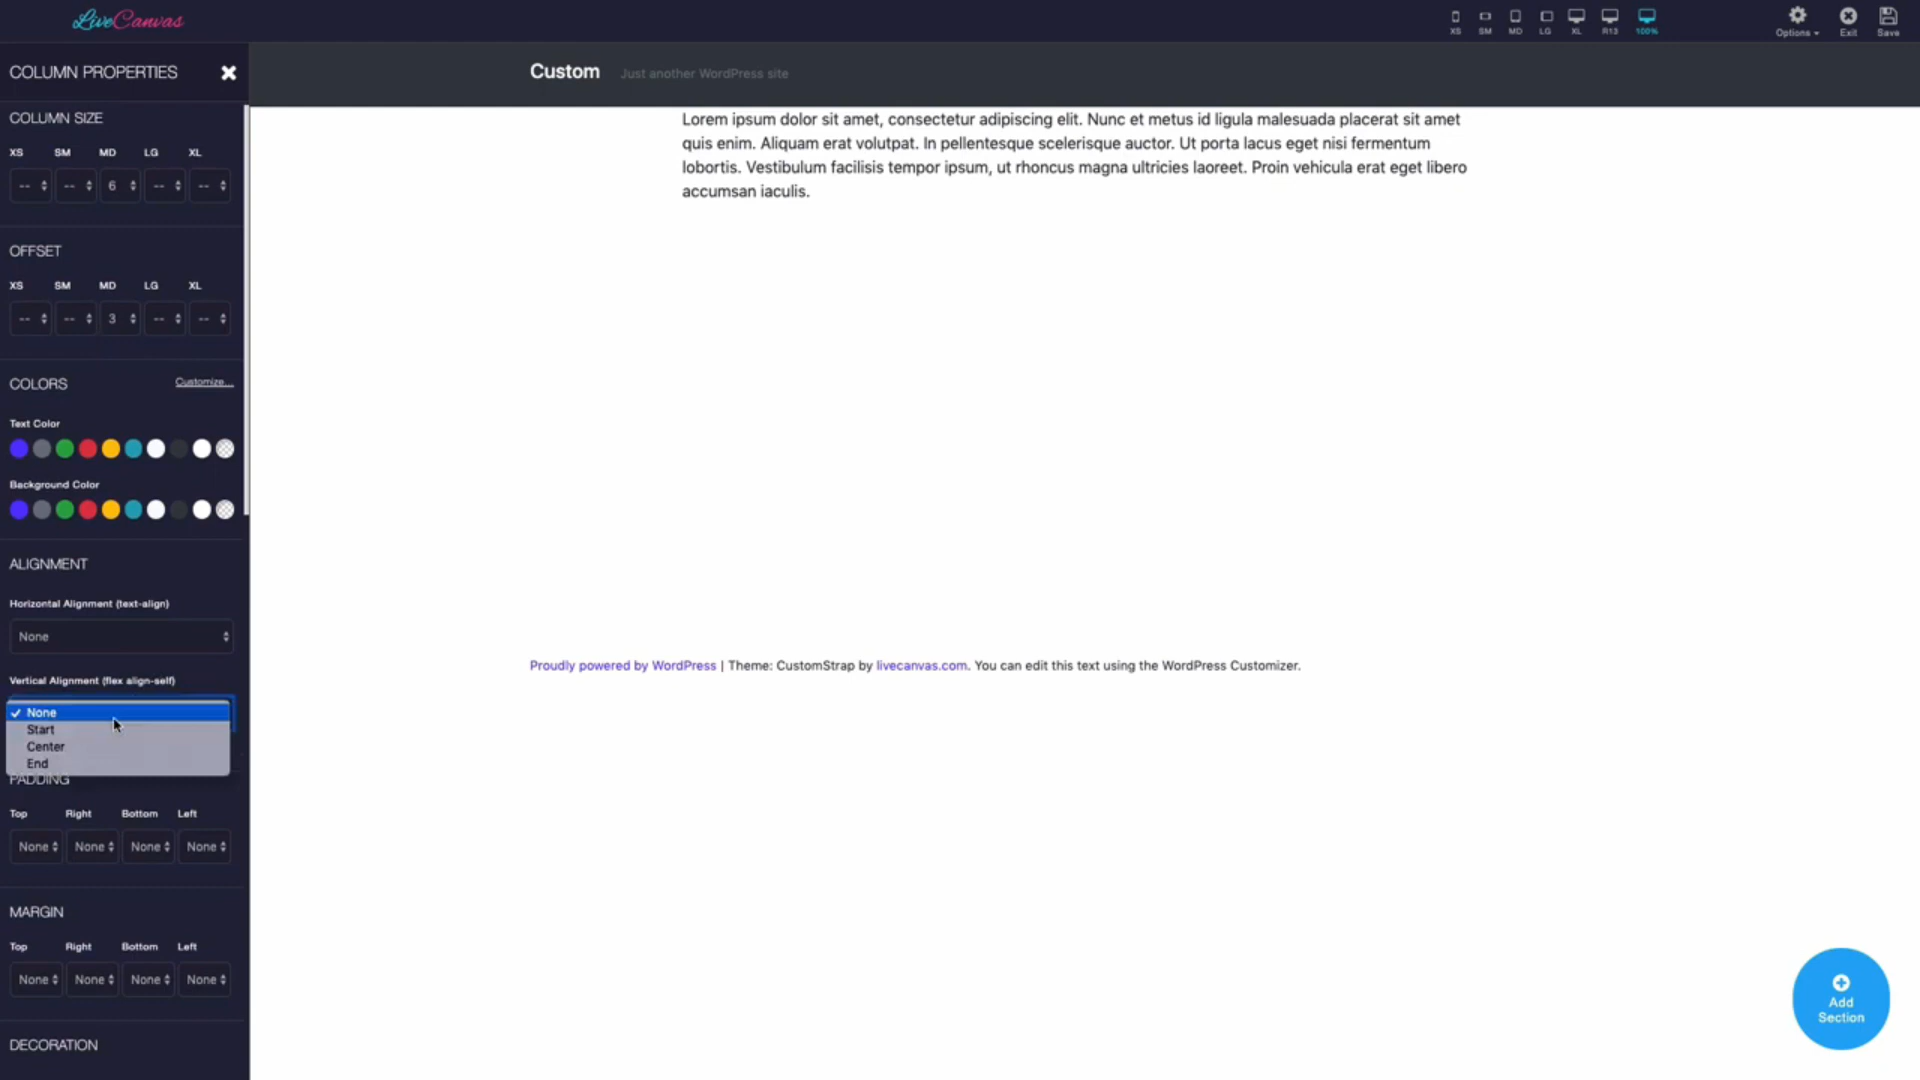 LiveCanvas
XS SM MD LG XL R13 100%
Options Exit Save
COLUMN PROPERTIES
Custom Just another WordPress site
COLUMN SIZE
XS SM MD LG XL
-- -- 6 -- --
OFFSET
XS SM MD LG XL
-- -- 3 -- --
COLORS Customize...
Text Color
Background Color
ALIGNMENT
Horizontal Alignment (text-align)
None
Vertical Alignment (flex align-self)
None
Start
Center
End
PADDING
Top Right Bottom Left
None None None None
MARGIN
Top Right Bottom Left
None None None None
DECORATION
Lorem ipsum dolor sit amet, consectetur adipiscing elit. Nunc et metus id ligula malesuada placerat sit amet
quis enim. Aliquam erat volutpat. In pellentesque scelerisque auctor. Ut porta lacus eget nisi fermentum
lobortis. Vestibulum facilisis tempor ipsum, ut rhoncus magna ultricies laoreet. Proin vehicula erat eget libero
accumsan iaculis.
Proudly powered by WordPress | Theme: CustomStrap by livecanvas.com. You can edit this text using the WordPress Customizer.
Add
Section